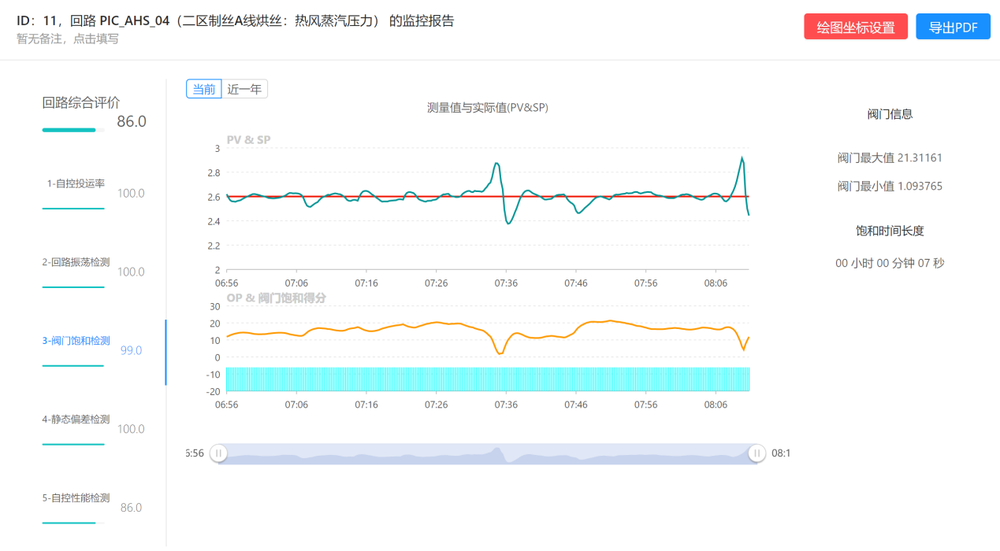 ID：11，回路 PIC_AHS_04（二区制丝A线烘丝：热风蒸汽压力） 的监控报告
暂无备注，点击填写
绘图坐标设置
导出PDF
回路综合评价
86.0
1-自控投运率
100.0
2-回路振荡检测
100.0
3-阀门饱和检测
99.0
4-静态偏差检测
100.0
5-自控性能检测
86.0
当前
近一年
测量值与实际值(PV&SP)
PV & SP
3
2.8
2.6
2.4
2.2
2
06:56 07:06 07:16 07:26 07:36 07:46 07:56 08:06
OP & 阀门饱和得分
30
20
10
0
-10
-20
06:56 07:06 07:16 07:26 07:36 07:46 07:56 08:06
6:56
08:1
阀门信息
阀门最大值 21.31161
阀门最小值 1.093765
饱和时间长度
00 小时 00 分钟 07 秒